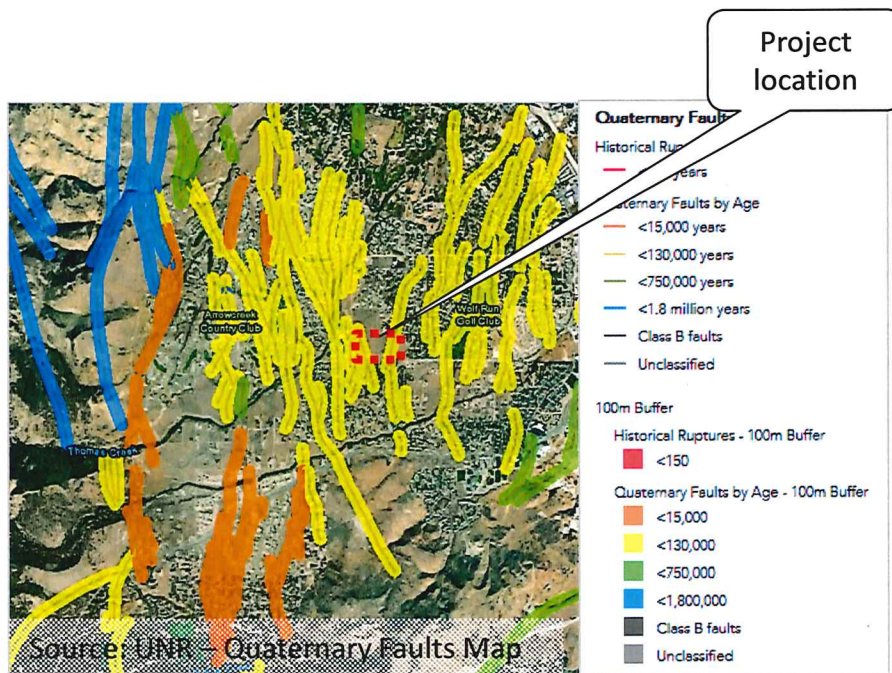 Project
location
Quaternary
Historical
years
Quaternary Faults by Age
<15,000 years
<130,000 years
<750,000 years
<1.8 million years
Class B faults
Unclassified
100m Buffer
Historical Ruptures - 100m Buffer
<150
Quaternary Faults by Age - 100m Buffer
<15,000
<130,000
<750,000
<1,800,000
Class B faults
Unclassified
Arrowcreek
Country Club
Wolf Run
Golf Club
Thomas Creek
Source: UNR – Quaternary Faults Map